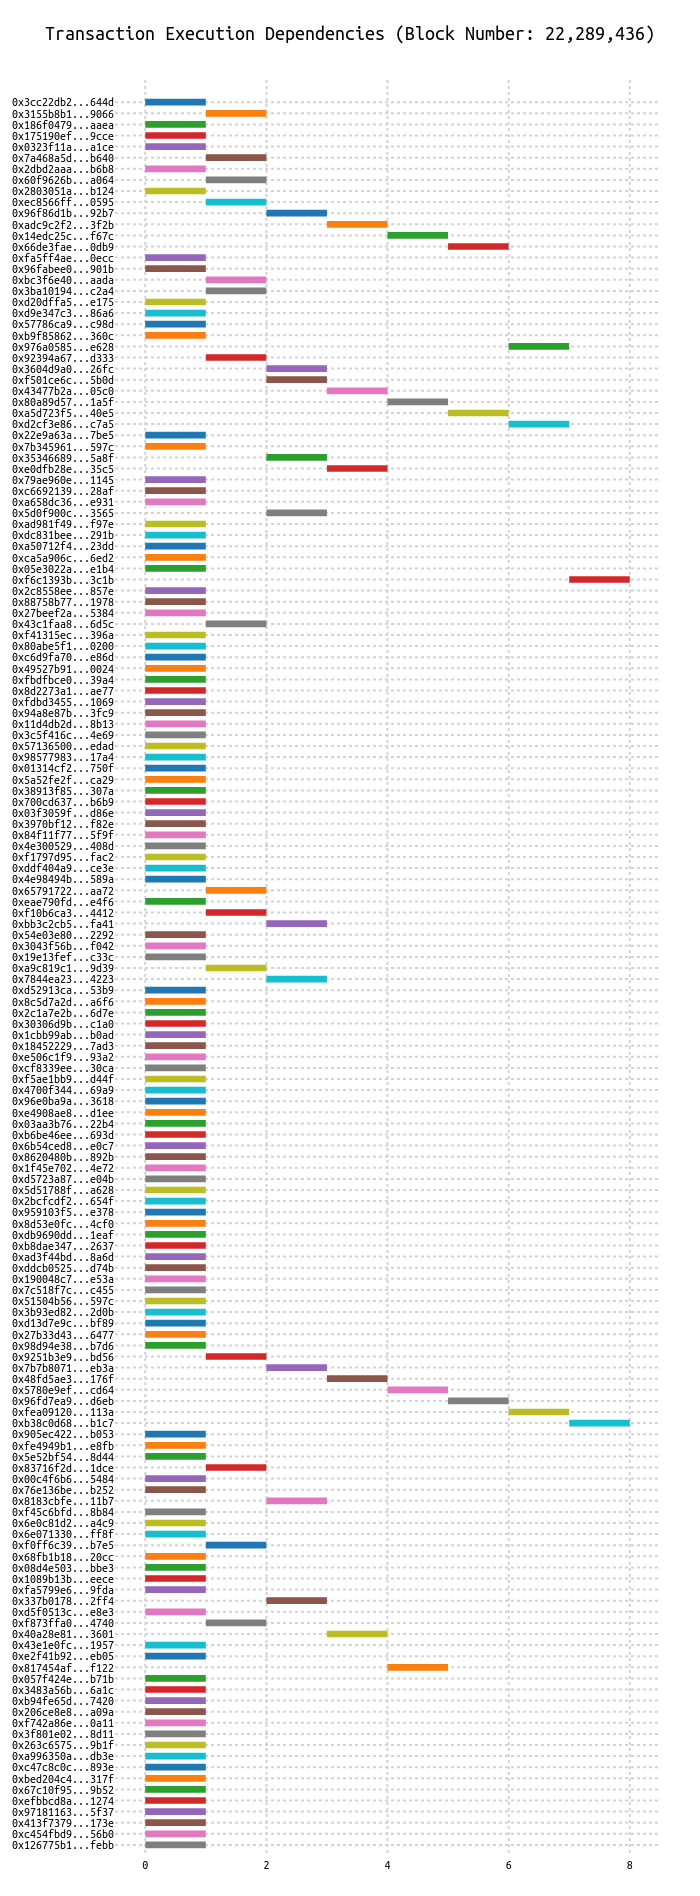 Transaction Execution Dependencies (Block Number: 22,289,436)
0x3cc22db2...644d
0x3155b8b1...9066
0x186f0479...aaea
0x175190ef...9cce
0x0323f11a...a1ce
0x7a468a5d...b640
0x2dbd2aaa...b6b8
0x60f9626b...a064
0x2803051a...b124
0xec8566ff...0595
0x96f86d1b...92b7
0xadc9c2f2...3f2b
0x14edc25c...f67c
0x66de3fae...0db9
0xfa5ff4ae...0ecc
0x96fabee0...901b
0xbc3f6e40...aada
0x3ba10194...c2a4
0xd20dffa5...e175
0xd9e347c3...86a6
0x57786ca9...c98d
0xb9f85862...360c
0x976a0585...e628
0x92394a67...d333
0x3604d9a0...26fc
0xf501ce6c...5b0d
0x43477b2a...05c0
0x80a89d57...1a5f
0xa5d723f5...40e5
0xd2cf3e86...c7a5
0x22e9a63a...7be5
0x7b345961...597c
0x35346689...5a8f
0xe0dfb28e...35c5
0x79ae960e...1145
0xc6692139...28af
0xa658dc36...e931
0x5d0f900c...3565
0xad981f49...f97e
0xdc831bee...291b
0xa50712f4...23dd
0xca5a906c...6ed2
0x05e3022a...e1b4
0xf6c1393b...3c1b
0x2c8558ee...857e
0x88758b77...1978
0x27beef2a...5384
0x43c1faa8...6d5c
0xf41315ec...396a
0x80abe5f1...0200
0xc6d9fa70...e86d
0x49527b91...0024
0xfbdfbce0...39a4
0x8d2273a1...ae77
0xfdbd3455...1069
0x94a8e87b...3fc9
0x11d4db2d...8b13
0x3c5f416c...4e69
0x57136500...edad
0x98577983...17a4
0x01314cf2...750f
0x5a52fe2f...ca29
0x38913f85...307a
0x700cd637...b6b9
0x03f3059f...d86e
0x3970bf12...f82e
0x84f11f77...5f9f
0x4e300529...408d
0xf1797d95...fac2
0xddf404a9...ce3e
0x4e98494b...589a
0x65791722...aa72
0xeae790fd...e4f6
0xf10b6ca3...4412
0xbb3c2cb5...fa41
0x54e03e80...2292
0x3043f56b...f042
0x19e13fef...c33c
0xa9c819c1...9d39
0x7844ea23...4223
0xd52913ca...53b9
0x8c5d7a2d...a6f6
0x2c1a7e2b...6d7e
0x30306d9b...c1a0
0x1cbb99ab...b0ad
0x18452229...7ad3
0xe506c1f9...93a2
0xcf8339ee...30ca
0xf5ae1bb9...d44f
0x4700f344...69a9
0x96e0ba9a...3618
0xe4908ae8...d1ee
0x03aa3b76...22b4
0xb6be46ee...693d
0x6b54ced8...e0c7
0x8620480b...892b
0x1f45e702...4e72
0xd5723a87...e04b
0x5d51788f...a628
0x2bcfcdf2...654f
0x959103f5...e378
0x8d53e0fc...4cf0
0xdb9690dd...1eaf
0xb8dae347...2637
0xad3f44bd...8a6d
0xddcb0525...d74b
0x190048c7...e53a
0x7c518f7c...c455
0x51504b56...597c
0x3b93ed82...2d0b
0xd13d7e9c...bf89
0x27b33d43...6477
0x98d94e38...b7d6
0x9251b3e9...bd56
0x7b7b8071...eb3a
0x48fd5ae3...176f
0x5780e9ef...cd64
0x96fd7ea9...d6eb
0xfea09120...113a
0xb38c0d68...b1c7
0x905ec422...b053
0xfe4949b1...e8fb
0x5e52bf54...8d44
0x83716f2d...1dce
0x00c4f6b6...5484
0x76e136be...b252
0x8183cbfe...11b7
0xf45c6bfd...8b84
0x6e0c81d2...a4c9
0x6e071330...ff8f
0xf0ff6c39...b7e5
0x68fb1b18...20cc
0x08d4e503...bbe3
0x1089b13b...eece
0xfa5799e6...9fda
0x337b0178...2ff4
0xd5f0513c...e8e3
0xf873ffa0...4740
0x40a28e81...3601
0x43e1e0fc...1957
0xe2f41b92...eb05
0x817454af...f122
0x057f424e...b71b
0x3483a56b...6a1c
0xb94fe65d...7420
0x206ce8e8...a09a
0xf742a86e...0a11
0x3f801e02...8d11
0x263c6575...9b1f
0xa996350a...db3e
0xc47c8c0c...893e
0xbed204c4...317f
0x67c10f95...9b52
0xefbbcd8a...1274
0x97181163...5f37
0x413f7379...173e
0xc454fbd9...56b0
0x126775b1...febb
0 2 4 6 8